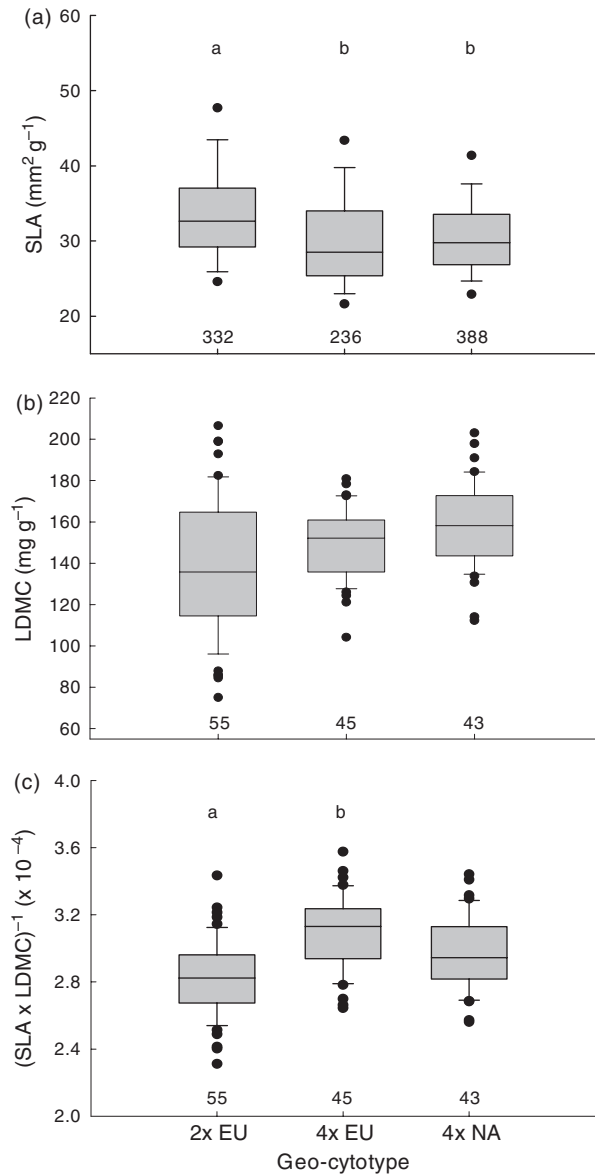 (a)
60
50
40
30
20
SLA (mm² g⁻¹)
a b b
332 236 388
(b)
220
200
180
160
140
120
100
80
60
LDMC (mg g⁻¹)
55 45 43
(c)
4.0
3.6
3.2
2.8
2.4
2.0
(SLA x LDMC)⁻¹ (x 10⁻⁴)
a b
55 45 43
2x EU 4x EU 4x NA
Geo-cytotype